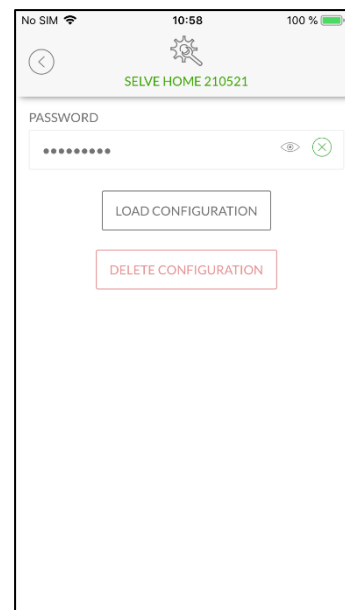 No SIM 10:58 100 %
SELVE HOME 210521
PASSWORD
•••••••••
LOAD CONFIGURATION
DELETE CONFIGURATION